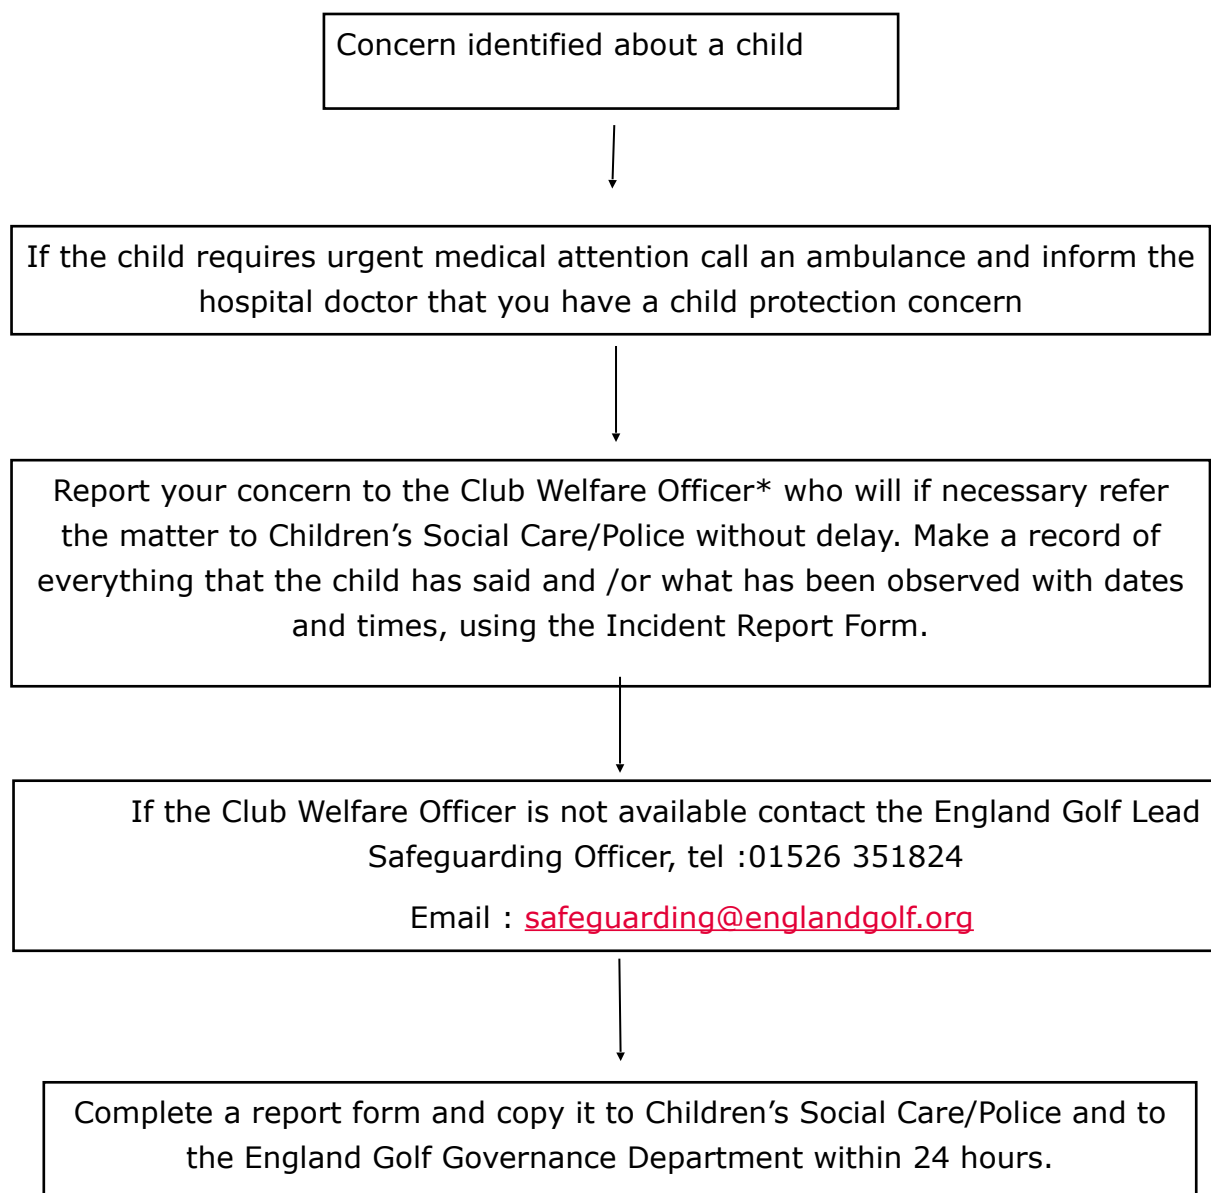 Concern identified about a child
If the child requires urgent medical attention call an ambulance and inform the
hospital doctor that you have a child protection concern
Report your concern to the Club Welfare Officer* who will if necessary refer
the matter to Children’s Social Care/Police without delay. Make a record of
everything that the child has said and /or what has been observed with dates
and times, using the Incident Report Form.
If the Club Welfare Officer is not available contact the England Golf Lead
Safeguarding Officer, tel :01526 351824
Email : safeguarding@englandgolf.org
Complete a report form and copy it to Children’s Social Care/Police and to
the England Golf Governance Department within 24 hours.